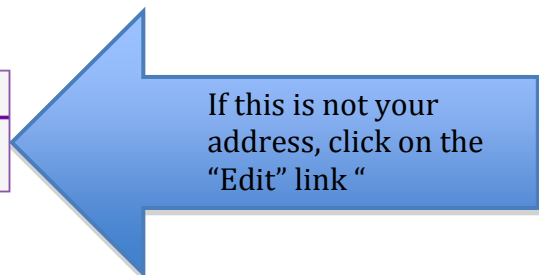 If this is not your
address, click on the
“Edit” link “